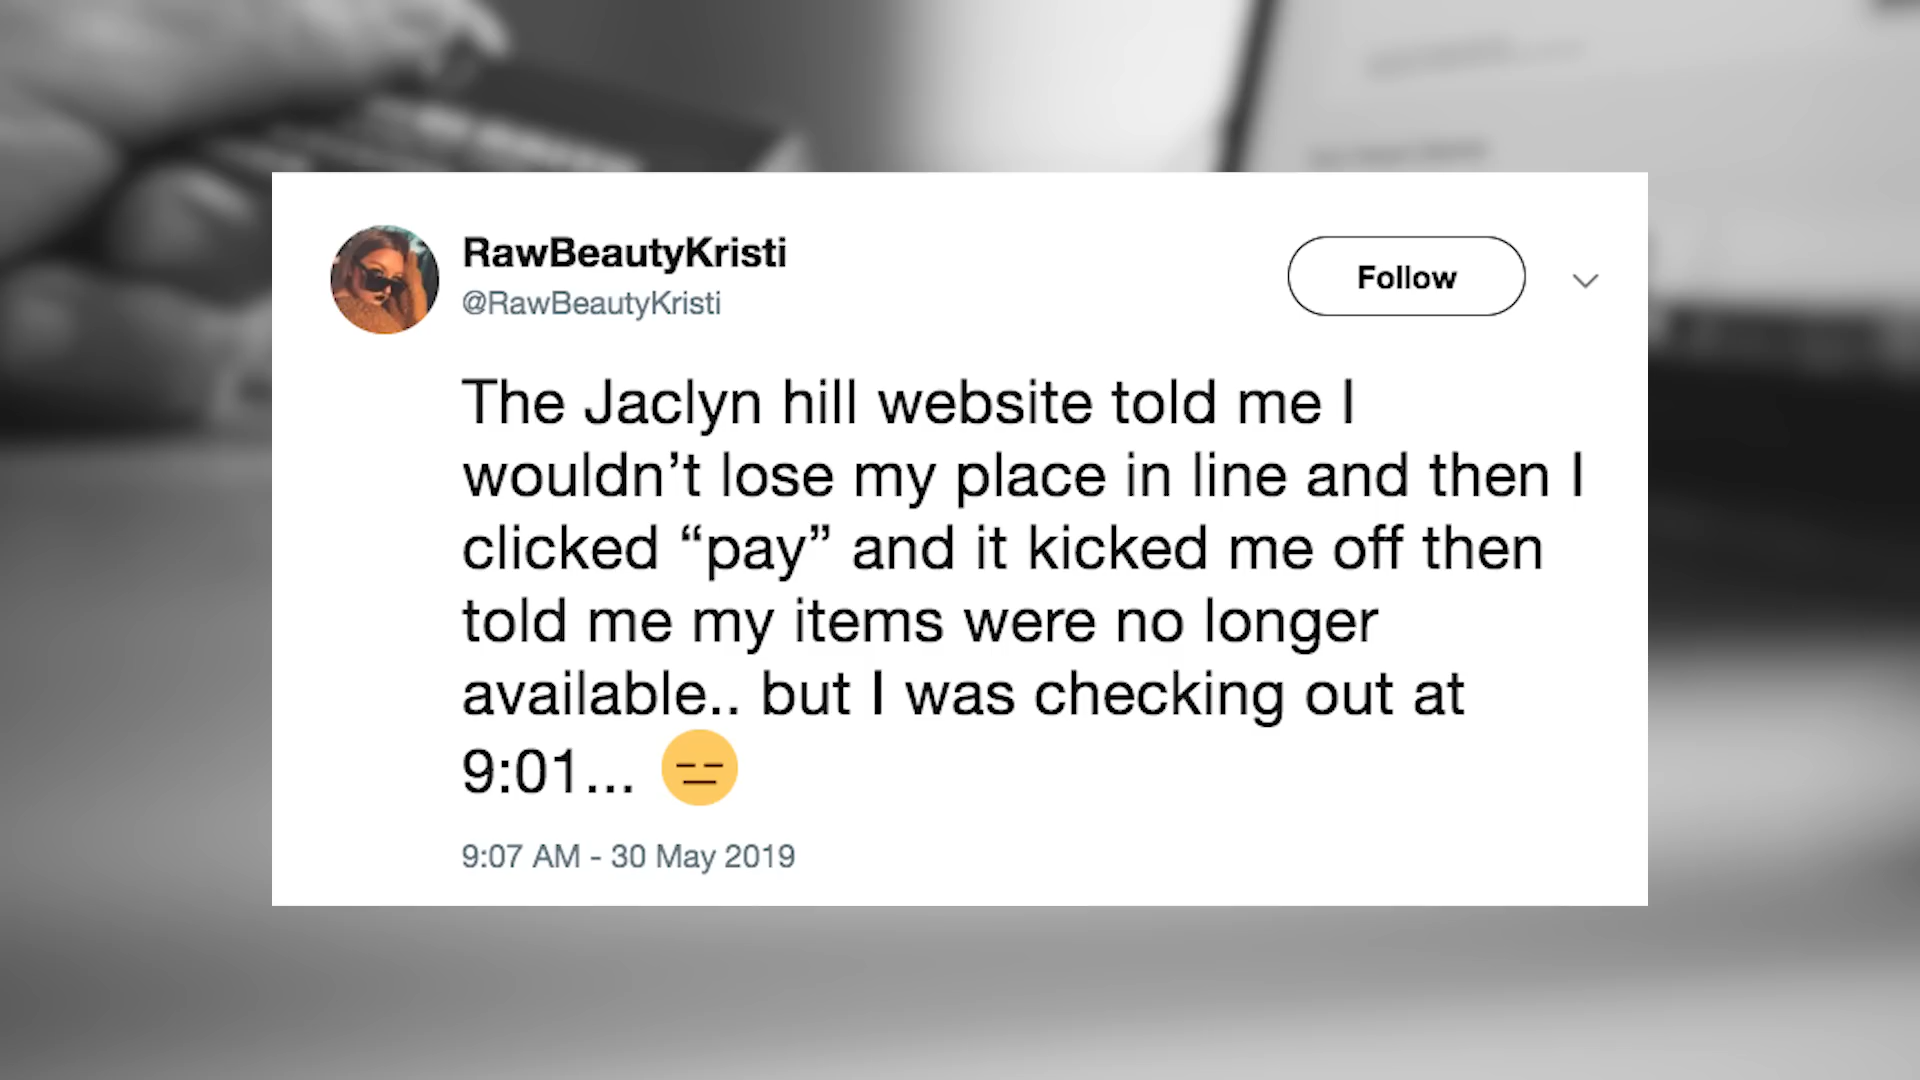 RawBeautyKristi
@RawBeautyKristi
Follow
The Jaclyn hill website told me I
wouldn’t lose my place in line and then I
clicked “pay” and it kicked me off then
told me my items were no longer
available.. but I was checking out at
9:01... 😑
9:07 AM - 30 May 2019